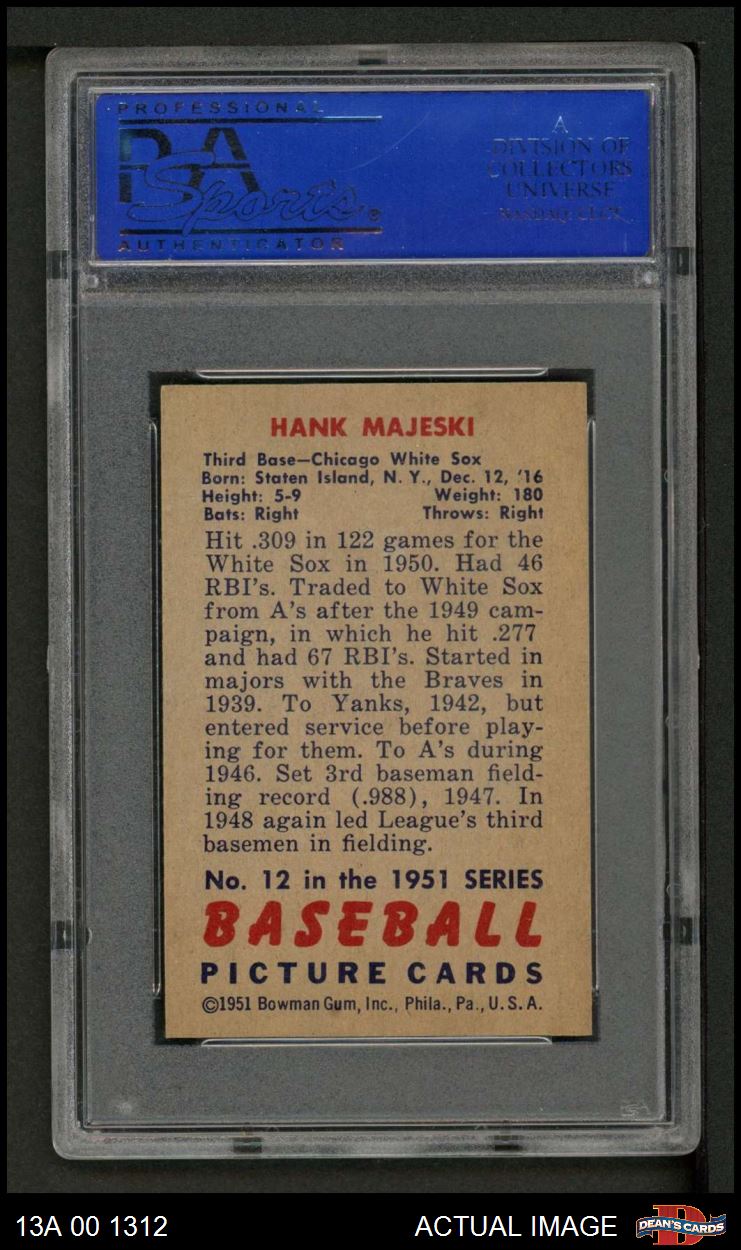 PROFESSIONAL
PSA
Sports®
AUTHENTICATOR
A
DIVISION OF
COLLECTORS
UNIVERSE
NASDAQ: CLCT
HANK MAJESKI
Third Base—Chicago White Sox
Born: Staten Island, N. Y., Dec. 12, '16
Height: 5-9 Weight: 180
Bats: Right Throws: Right
Hit .309 in 122 games for the
White Sox in 1950. Had 46
RBI's. Traded to White Sox
from A's after the 1949 cam-
paign, in which he hit .277
and had 67 RBI's. Started in
majors with the Braves in
1939. To Yanks, 1942, but
entered service before play-
ing for them. To A's during
1946. Set 3rd baseman field-
ing record (.988), 1947. In
1948 again led League's third
basemen in fielding.
No. 12 in the 1951 SERIES
BASEBALL
PICTURE CARDS
©1951 Bowman Gum, Inc., Phila., Pa., U. S. A.
13A 00 1312 ACTUAL IMAGE DEAN'S CARDS